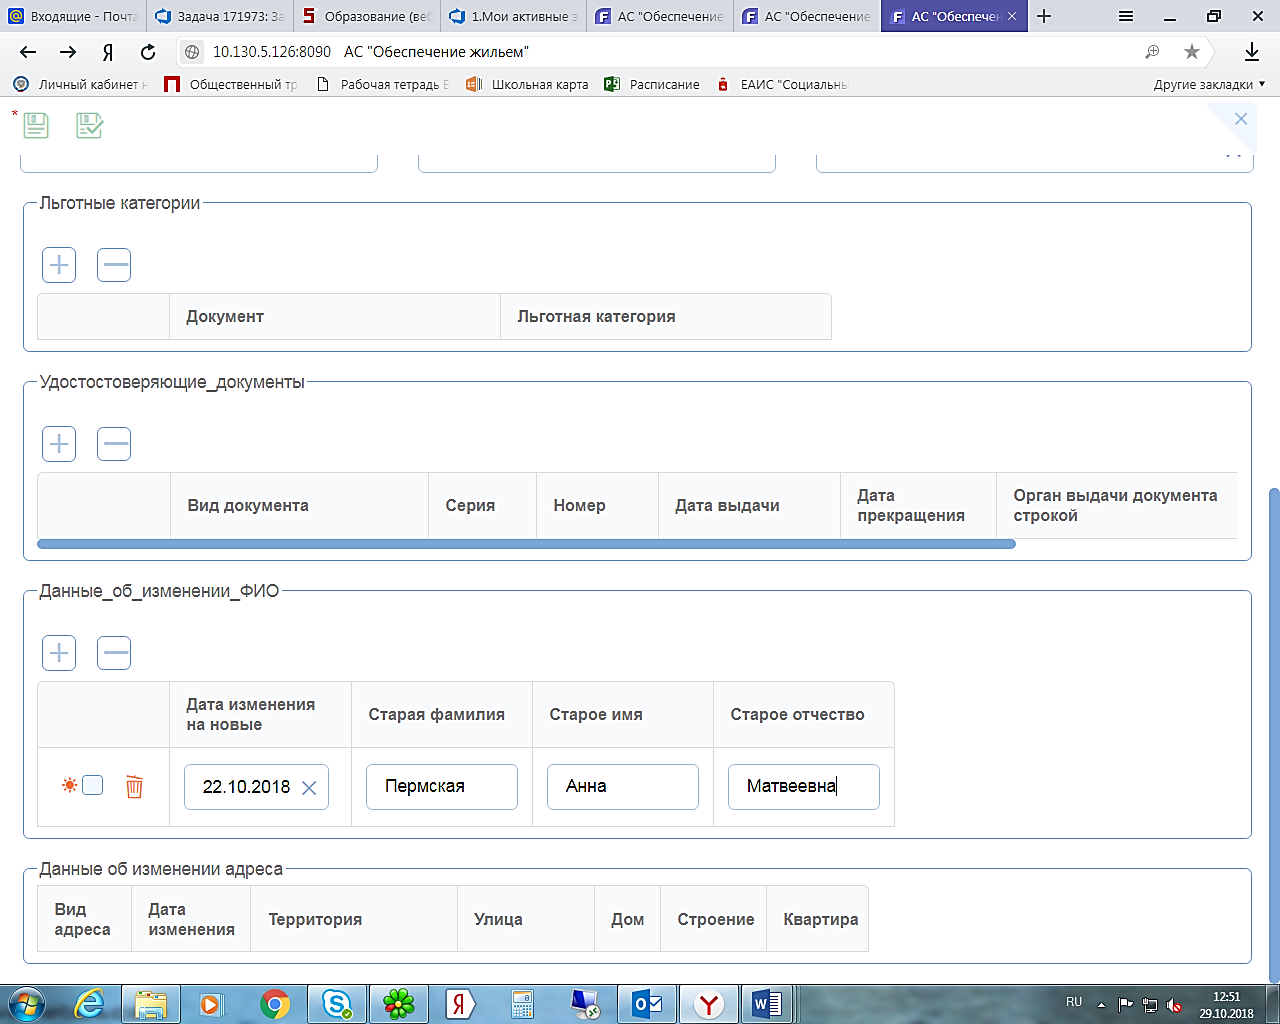 Входящие - Почта
Задача 171973: За
Образование (веб
1.Мои активные з
АС "Обеспечение
АС "Обеспечение
АС "Обеспечен
10.130.5.126:8090 АС "Обеспечение жильем"
Личный кабинет н
Общественный тр
Рабочая тетрадь Б
Школьная карта
Расписание
ЕАИС "Социальны
Другие закладки
*
Льготные категории
Документ
Льготная категория
Удостостоверяющие_документы
Вид документа
Серия
Номер
Дата выдачи
Дата
прекращения
Орган выдачи документа
строкой
Данные_об_изменении_ФИО
Дата изменения
на новые
Старая фамилия
Старое имя
Старое отчество
22.10.2018
Пермская
Анна
Матвеевна
Данные об изменении адреса
Вид
адреса
Дата
изменения
Территория
Улица
Дом
Строение
Квартира
RU
12:51
29.10.2018